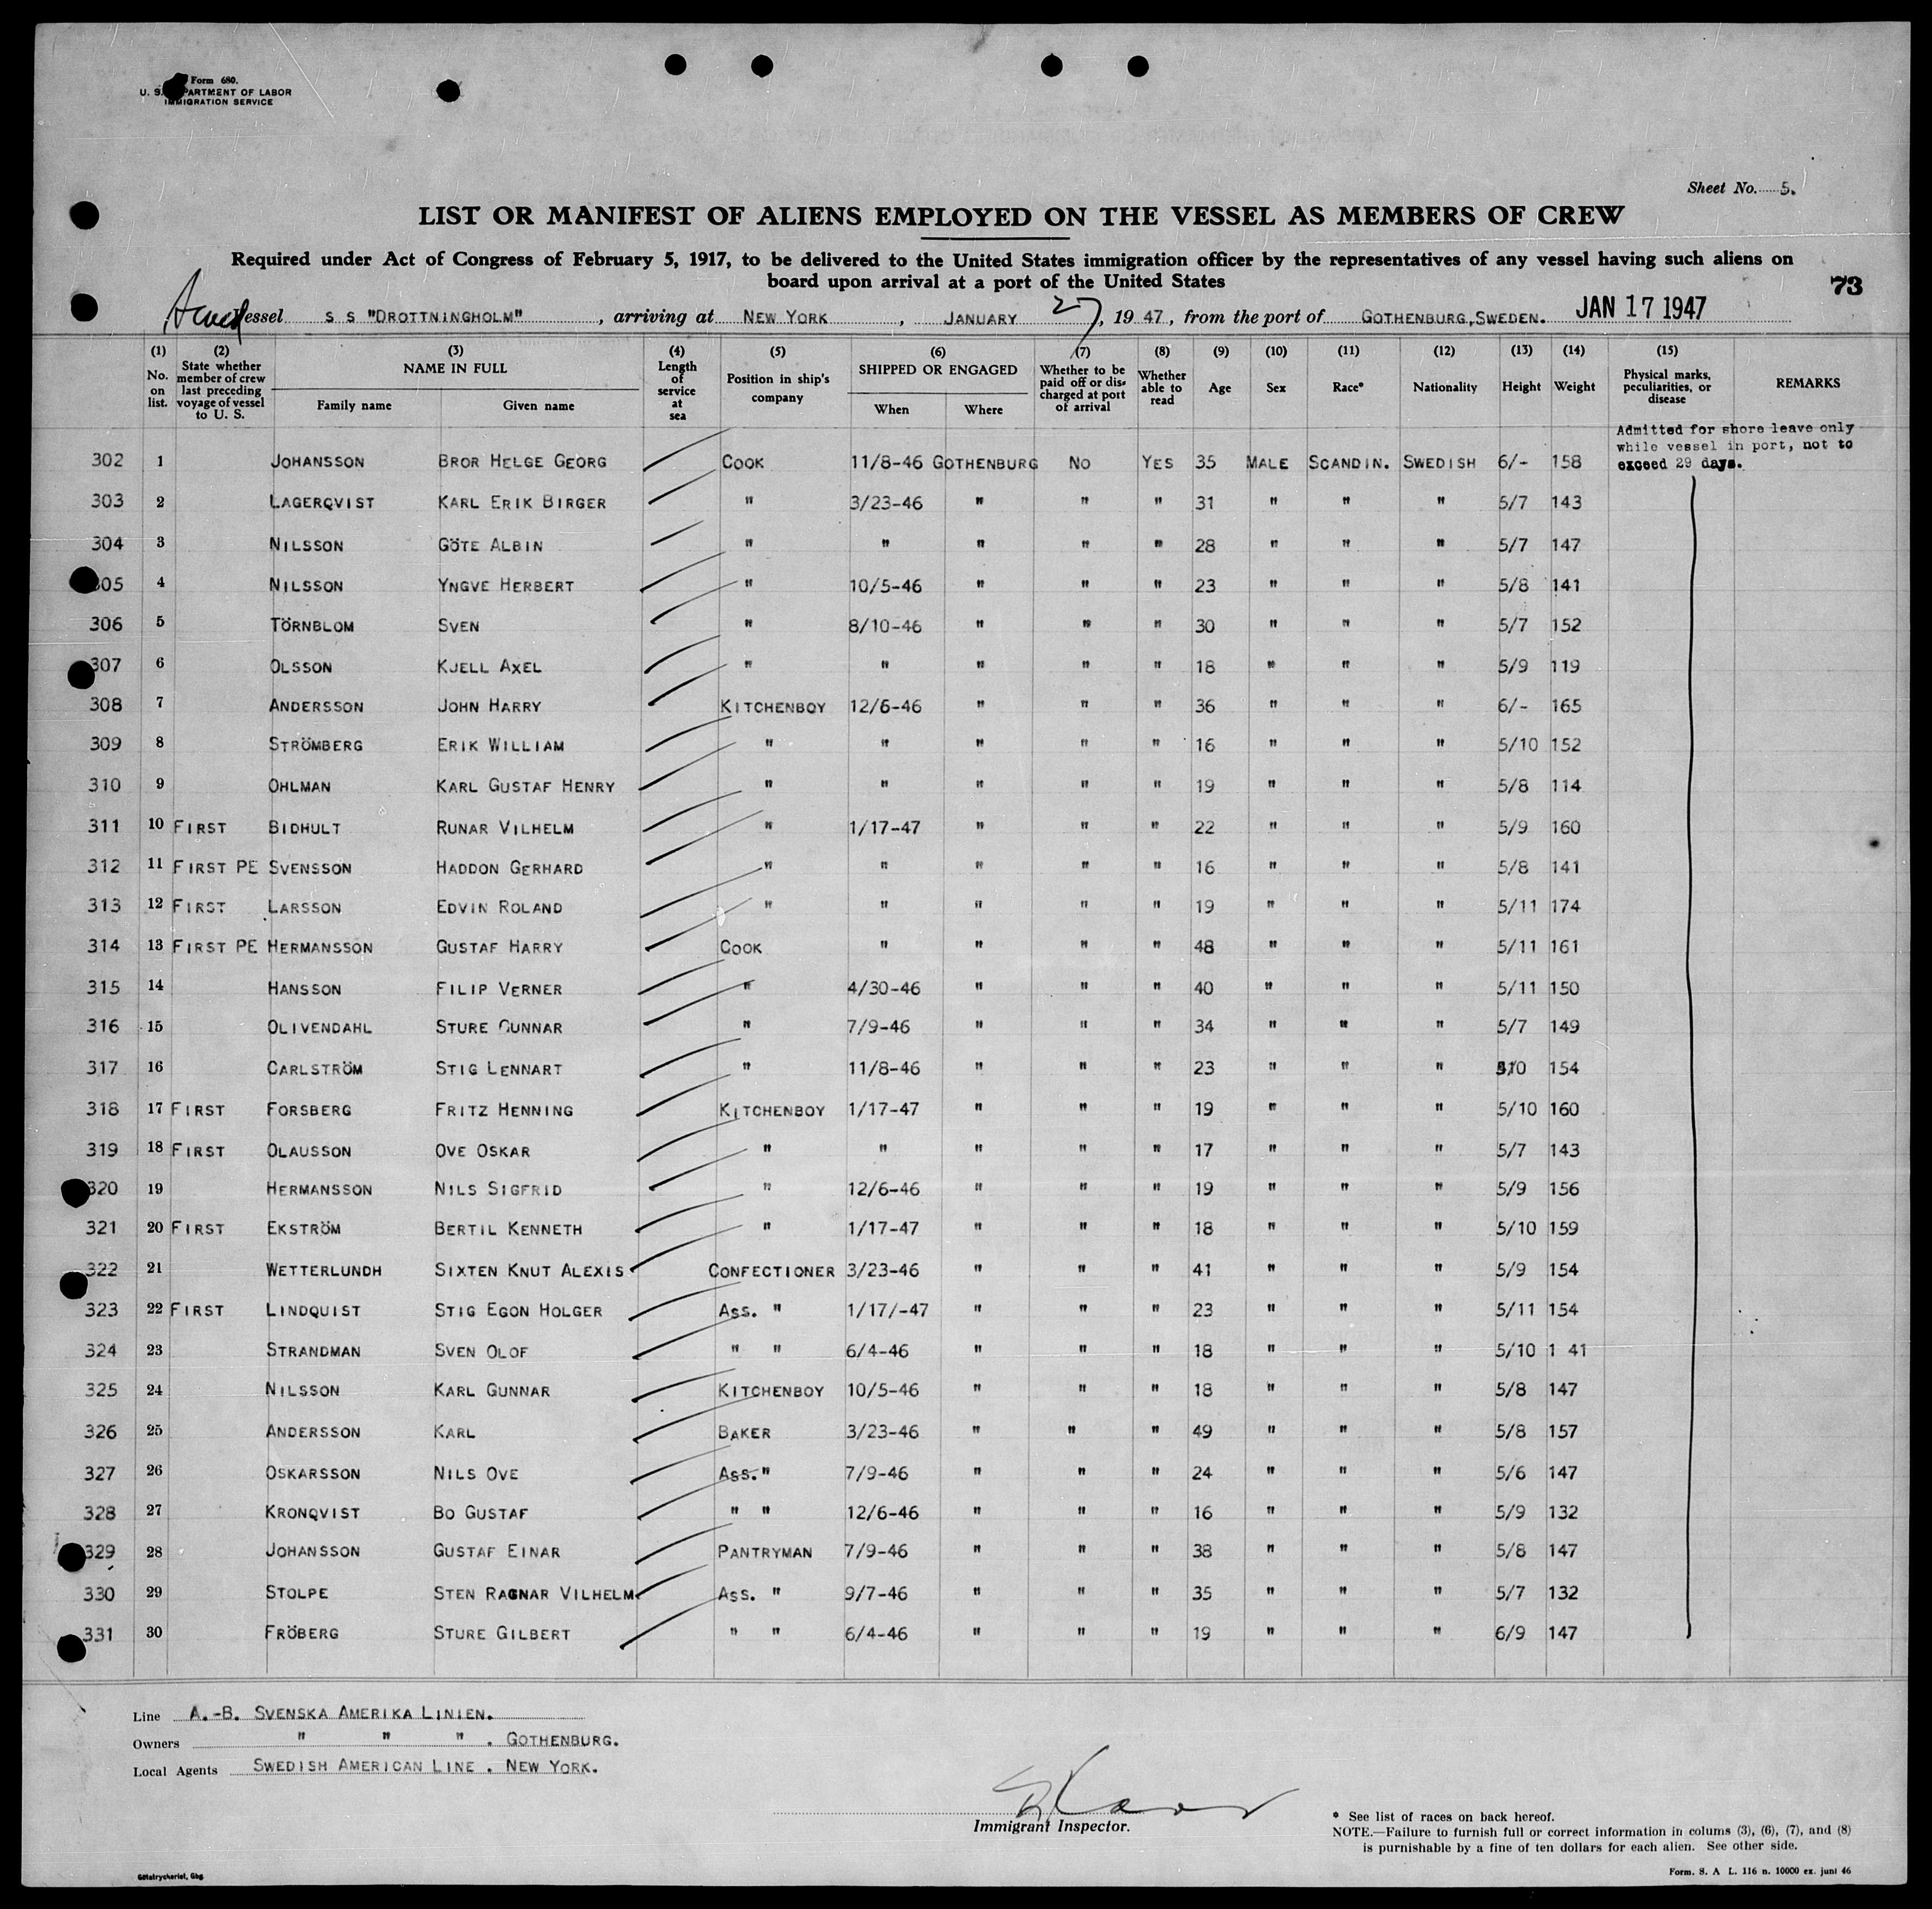 Form 680.
U. S. DEPARTMENT OF LABOR
IMMIGRATION SERVICE
Sheet No. 5.
LIST OR MANIFEST OF ALIENS EMPLOYED ON THE VESSEL AS MEMBERS OF CREW
Required under Act of Congress of February 5, 1917, to be delivered to the United States immigration officer by the representatives of any vessel having such aliens on
board upon arrival at a port of the United States
73
Vessel S S "DROTTNINGHOLM", arriving at NEW YORK, JANUARY 27, 19 47, from the port of GOTHENBURG, SWEDEN. JAN 17 1947
(1) No. on list. (2) State whether member of crew last preceding voyage of vessel to U. S. (3) NAME IN FULL Family name Given name (4) Length of service at sea (5) Position in ship's company (6) SHIPPED OR ENGAGED When Where (7) Whether to be paid off or discharged at port of arrival (8) Whether able to read (9) Age (10) Sex (11) Race* (12) Nationality (13) Height (14) Weight (15) Physical marks, peculiarities, or disease REMARKS
Admitted for shore leave only
while vessel in port, not to
exceed 29 days.
302 1 JOHANSSON BROR HELGE GEORG COOK 11/8-46 GOTHENBURG NO YES 35 MALE SCANDIN. SWEDISH 6/- 158
303 2 LAGERQVIST KARL ERIK BIRGER " 3/23-46 " " " 31 " " " 5/7 143
304 3 NILSSON GÖTE ALBIN " " " " " 28 " " " 5/7 147
305 4 NILSSON YNGVE HERBERT " 10/5-46 " " " 23 " " " 5/8 141
306 5 TÖRNBLOM SVEN " 8/10-46 " " " 30 " " " 5/7 152
307 6 OLSSON KJELL AXEL " " " " " 18 " " " 5/9 119
308 7 ANDERSSON JOHN HARRY KITCHENBOY 12/6-46 " " " 36 " " " 6/- 165
309 8 STRÖMBERG ERIK WILLIAM " " " " " 16 " " " 5/10 152
310 9 OHLMAN KARL GUSTAF HENRY " " " " " 19 " " " 5/8 114
311 10 FIRST BIDHULT RUNAR VILHELM " 1/17-47 " " " 22 " " " 5/9 160
312 11 FIRST PE SVENSSON HADDON GERHARD " " " " " 16 " " " 5/8 141
313 12 FIRST LARSSON EDVIN ROLAND " " " " " 19 " " " 5/11 174
314 13 FIRST PE HERMANSSON GUSTAF HARRY COOK " " " " 48 " " " 5/11 161
315 14 HANSSON FILIP VERNER " 4/30-46 " " " 40 " " " 5/11 150
316 15 OLIVENDAHL STURE GUNNAR " 7/9-46 " " " 34 " " " 5/7 149
317 16 CARLSTRÖM STIG LENNART " 11/8-46 " " " 23 " " " 154
318 17 FIRST FORSBERG FRITZ HENNING KITCHENBOY 1/17-47 " " " 19 " " " 5/10 160
319 18 FIRST OLAUSSON OVE OSKAR " " " " " 17 " " " 5/7 143
320 19 HERMANSSON NILS SIGFRID " 12/6-46 " " " 19 " " " 5/9 156
321 20 FIRST EKSTRÖM BERTIL KENNETH " 1/17-47 " " " 18 " " " 5/10 159
322 21 WETTERLUNDH SIXTEN KNUT ALEXIS CONFECTIONER 3/23-46 " " " 41 " " " 5/9 154
323 22 FIRST LINDQUIST STIG EGON HOLGER ASS. " 1/17/-47 " " " 23 " " " 5/11 154
324 23 STRANDMAN SVEN OLOF " " 6/4-46 " " " 18 " " " 5/10 1 41
325 24 NILSSON KARL GUNNAR KITCHENBOY 10/5-46 " " " 18 " " " 5/8 147
326 25 ANDERSSON KARL BAKER 3/23-46 " " " 49 " " " 5/8 157
327 26 OSKARSSON NILS OVE ASS." 7/9-46 " " " 24 " " " 5/6 147
328 27 KRONQVIST BO GUSTAF " " 12/6-46 " " " 16 " " " 5/9 132
329 28 JOHANSSON GUSTAF EINAR PANTRYMAN 7/9-46 " " " 38 " " " 5/8 147
330 29 STOLPE STEN RAGNAR VILHELM ASS. " 9/7-46 " " " 35 " " " 5/7 132
331 30 FRÖBERG STURE GILBERT " " 6/4-46 " " " 19 " " " 6/9 147
Line A.-B. SVENSKA AMERIKA LINIEN.
Owners " " " . GOTHENBURG.
Local Agents SWEDISH AMERICAN LINE . NEW YORK.
Immigrant Inspector.
* See list of races on back hereof.
NOTE.—Failure to furnish full or correct information in colums (3), (6), (7), and (8)
is punishable by a fine of ten dollars for each alien. See other side.
Götatryckeriet, Gbg
Form. S. A L. 116 n. 10000 ex. juni 46